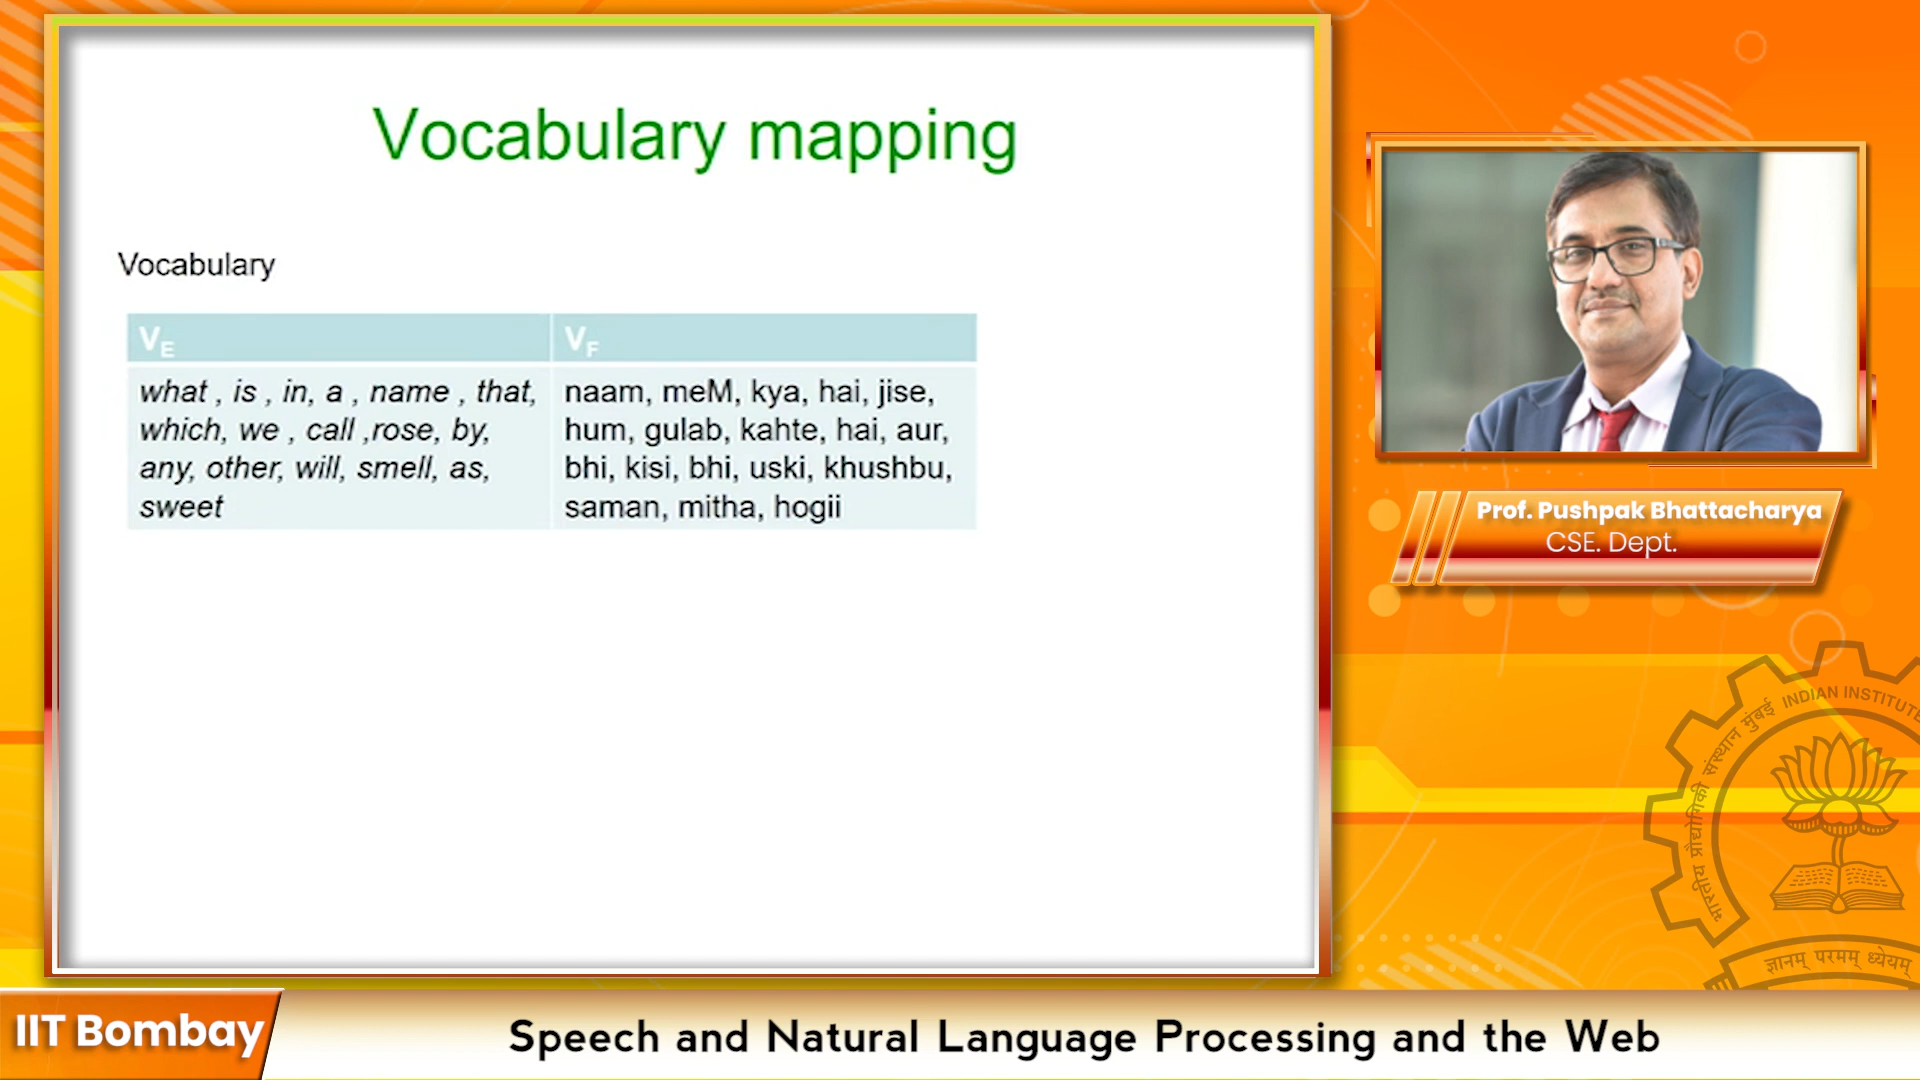 Vocabulary mapping
Vocabulary
VE VF
what , is , in, a , name , that,
which, we , call ,rose, by,
any, other, will, smell, as,
sweet
naam, meM, kya, hai, jise,
hum, gulab, kahte, hai, aur,
bhi, kisi, bhi, uski, khushbu,
saman, mitha, hogii
Prof. Pushpak Bhattacharya
CSE. Dept.
भारतीय प्रौद्योगिकी संस्थान मुंबई INDIAN INSTITUTE
ज्ञानम् परमम् ध्येयम्
IIT Bombay
Speech and Natural Language Processing and the Web